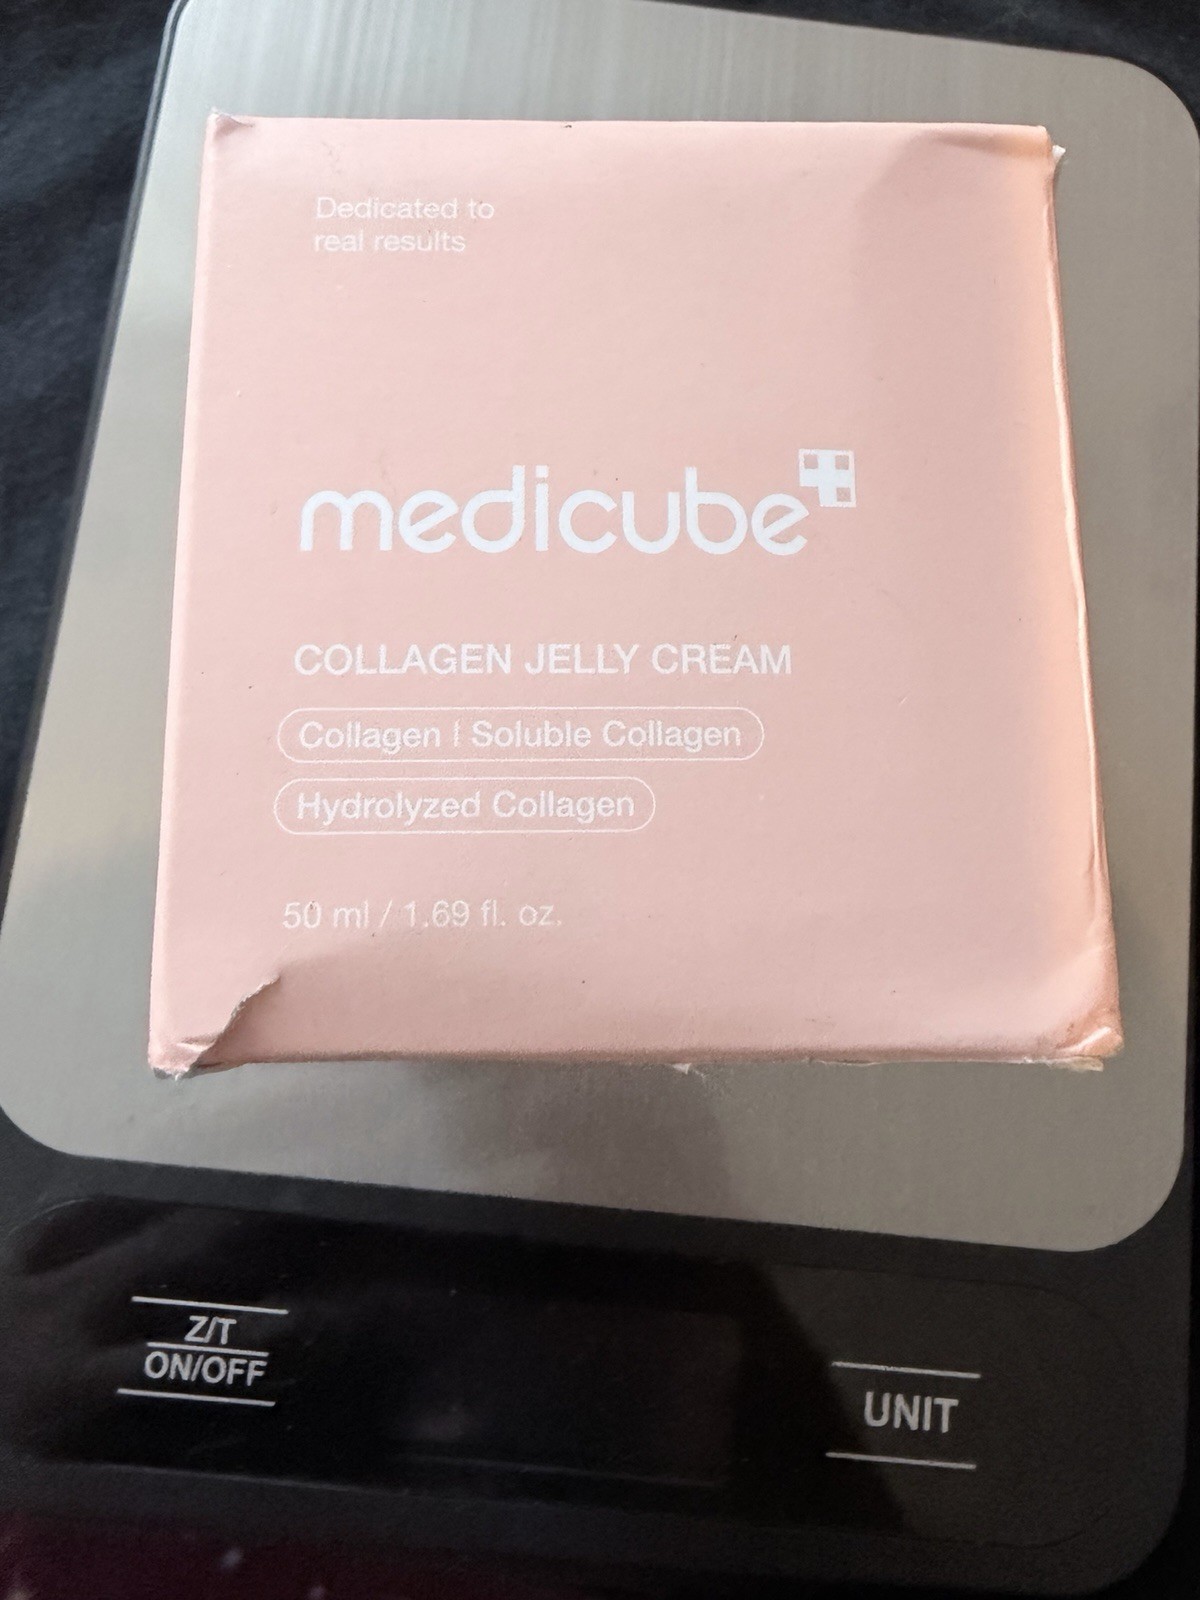 Dedicated to
real results
medicube
COLLAGEN JELLY CREAM
Collagen | Soluble Collagen
Hydrolyzed Collagen
50 ml / 1.69 fl. oz.
Z/T
ON/OFF
UNIT